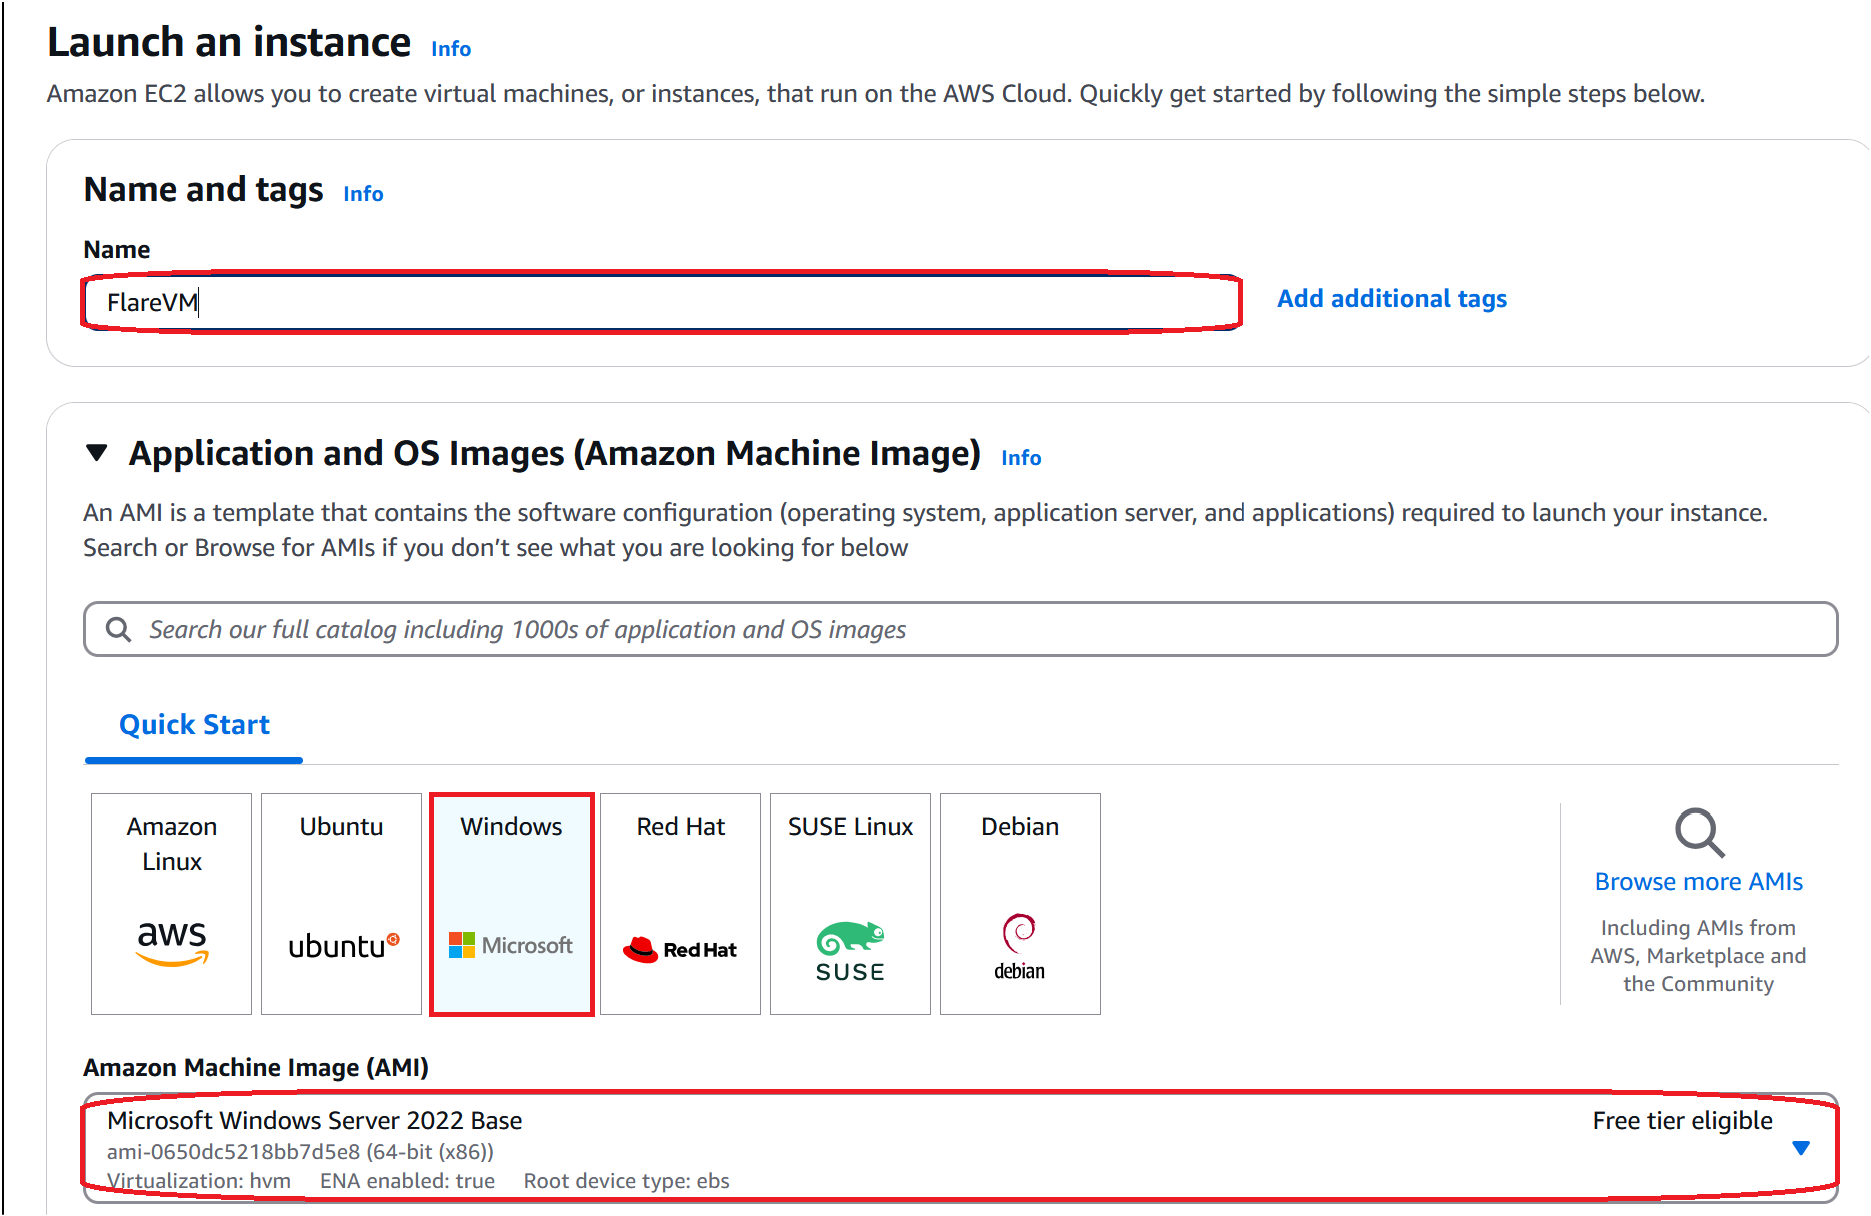 Launch an instance Info
Amazon EC2 allows you to create virtual machines, or instances, that run on the AWS Cloud. Quickly get started by following the simple steps below.
Name and tags Info
Name
FlareVM
Add additional tags
Application and OS Images (Amazon Machine Image) Info
An AMI is a template that contains the software configuration (operating system, application server, and applications) required to launch your instance.
Search or Browse for AMIs if you don’t see what you are looking for below
Search our full catalog including 1000s of application and OS images
Quick Start
Amazon
Linux
aws
Ubuntu
ubuntu
Windows
Microsoft
Red Hat
Red Hat
SUSE Linux
SUSE
Debian
debian
Browse more AMIs
Including AMIs from
AWS, Marketplace and
the Community
Amazon Machine Image (AMI)
Microsoft Windows Server 2022 Base
Free tier eligible
ami-0650dc5218bb7d5e8 (64-bit (x86))
Virtualization: hvm ENA enabled: true Root device type: ebs